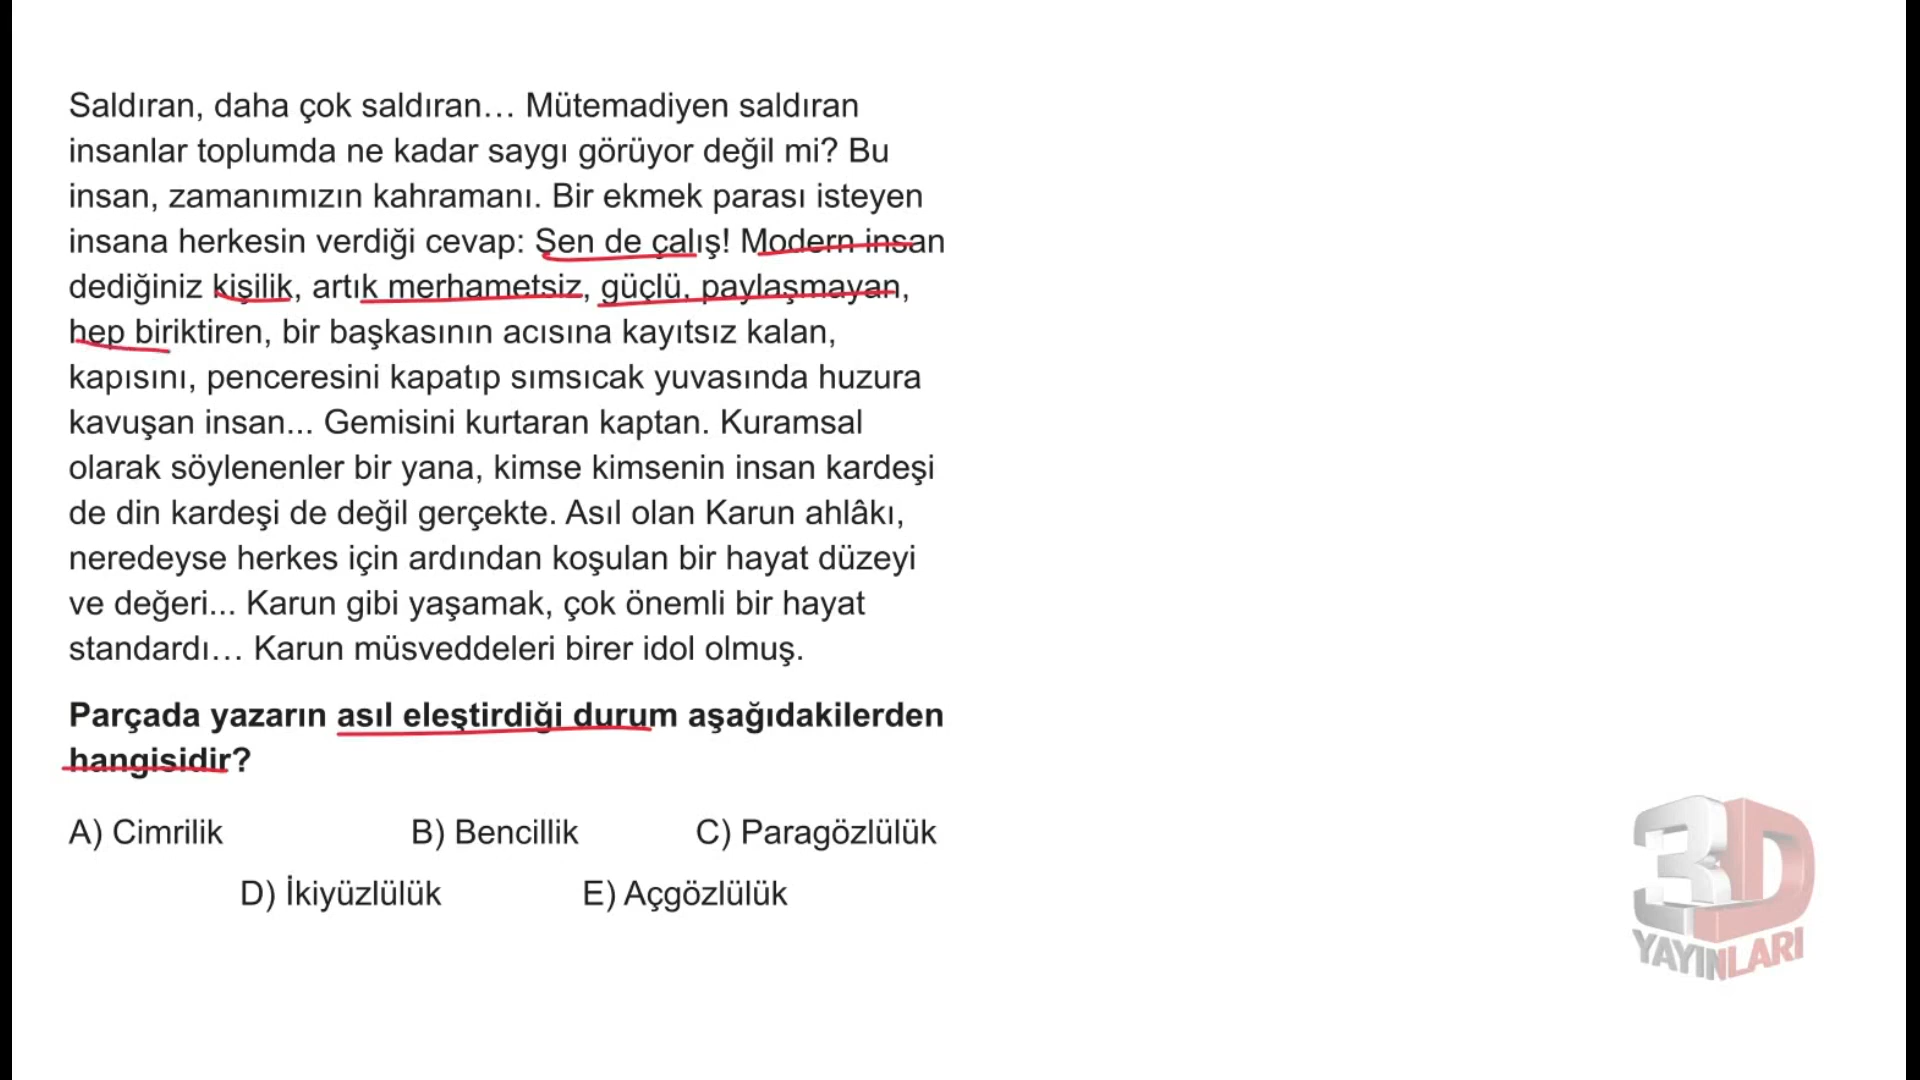 Saldıran, daha çok saldıran… Mütemadiyen saldıran
insanlar toplumda ne kadar saygı görüyor değil mi? Bu
insan, zamanımızın kahramanı. Bir ekmek parası isteyen
insana herkesin verdiği cevap: Sen de çalış! Modern insan
dediğiniz kişilik, artık merhametsiz, güçlü, paylaşmayan,
hep biriktiren, bir başkasının acısına kayıtsız kalan,
kapısını, penceresini kapatıp sımsıcak yuvasında huzura
kavuşan insan... Gemisini kurtaran kaptan. Kuramsal
olarak söylenenler bir yana, kimse kimsenin insan kardeşi
de din kardeşi de değil gerçekte. Asıl olan Karun ahlâkı,
neredeyse herkes için ardından koşulan bir hayat düzeyi
ve değeri... Karun gibi yaşamak, çok önemli bir hayat
standardı… Karun müsveddeleri birer idol olmuş.
Parçada yazarın asıl eleştirdiği durum aşağıdakilerden
hangisidir?
A) Cimrilik B) Bencillik C) Paragözlülük
D) İkiyüzlülük E) Açgözlülük
3D
YAYINLARI